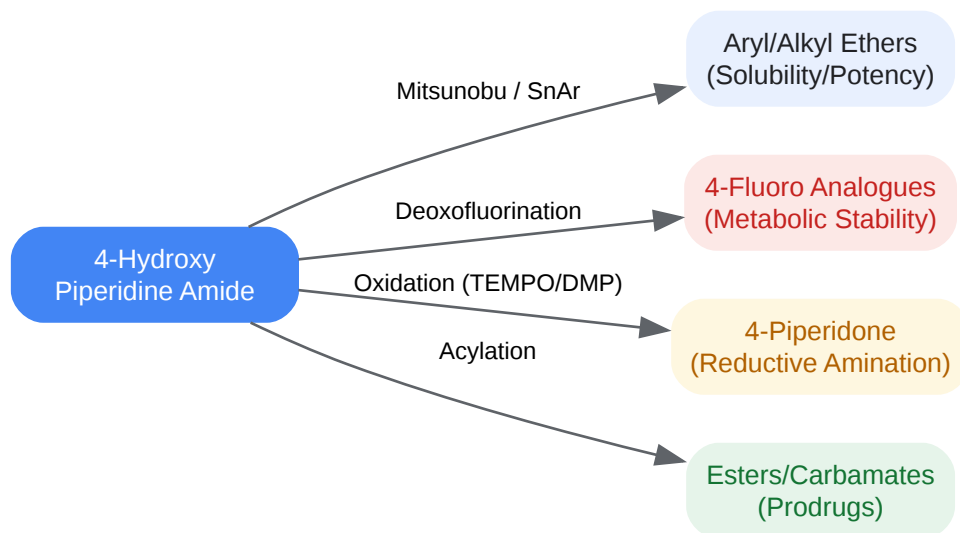 Aryl/Alkyl Ethers
(Solubility/Potency)
Mitsunobu / SnAr
4-Fluoro Analogues
(Metabolic Stability)
Deoxofluorination
4-Hydroxy
Piperidine Amide
Oxidation (TEMPO/DMP)
4-Piperidone
(Reductive Amination)
Acylation
Esters/Carbamates
(Prodrugs)